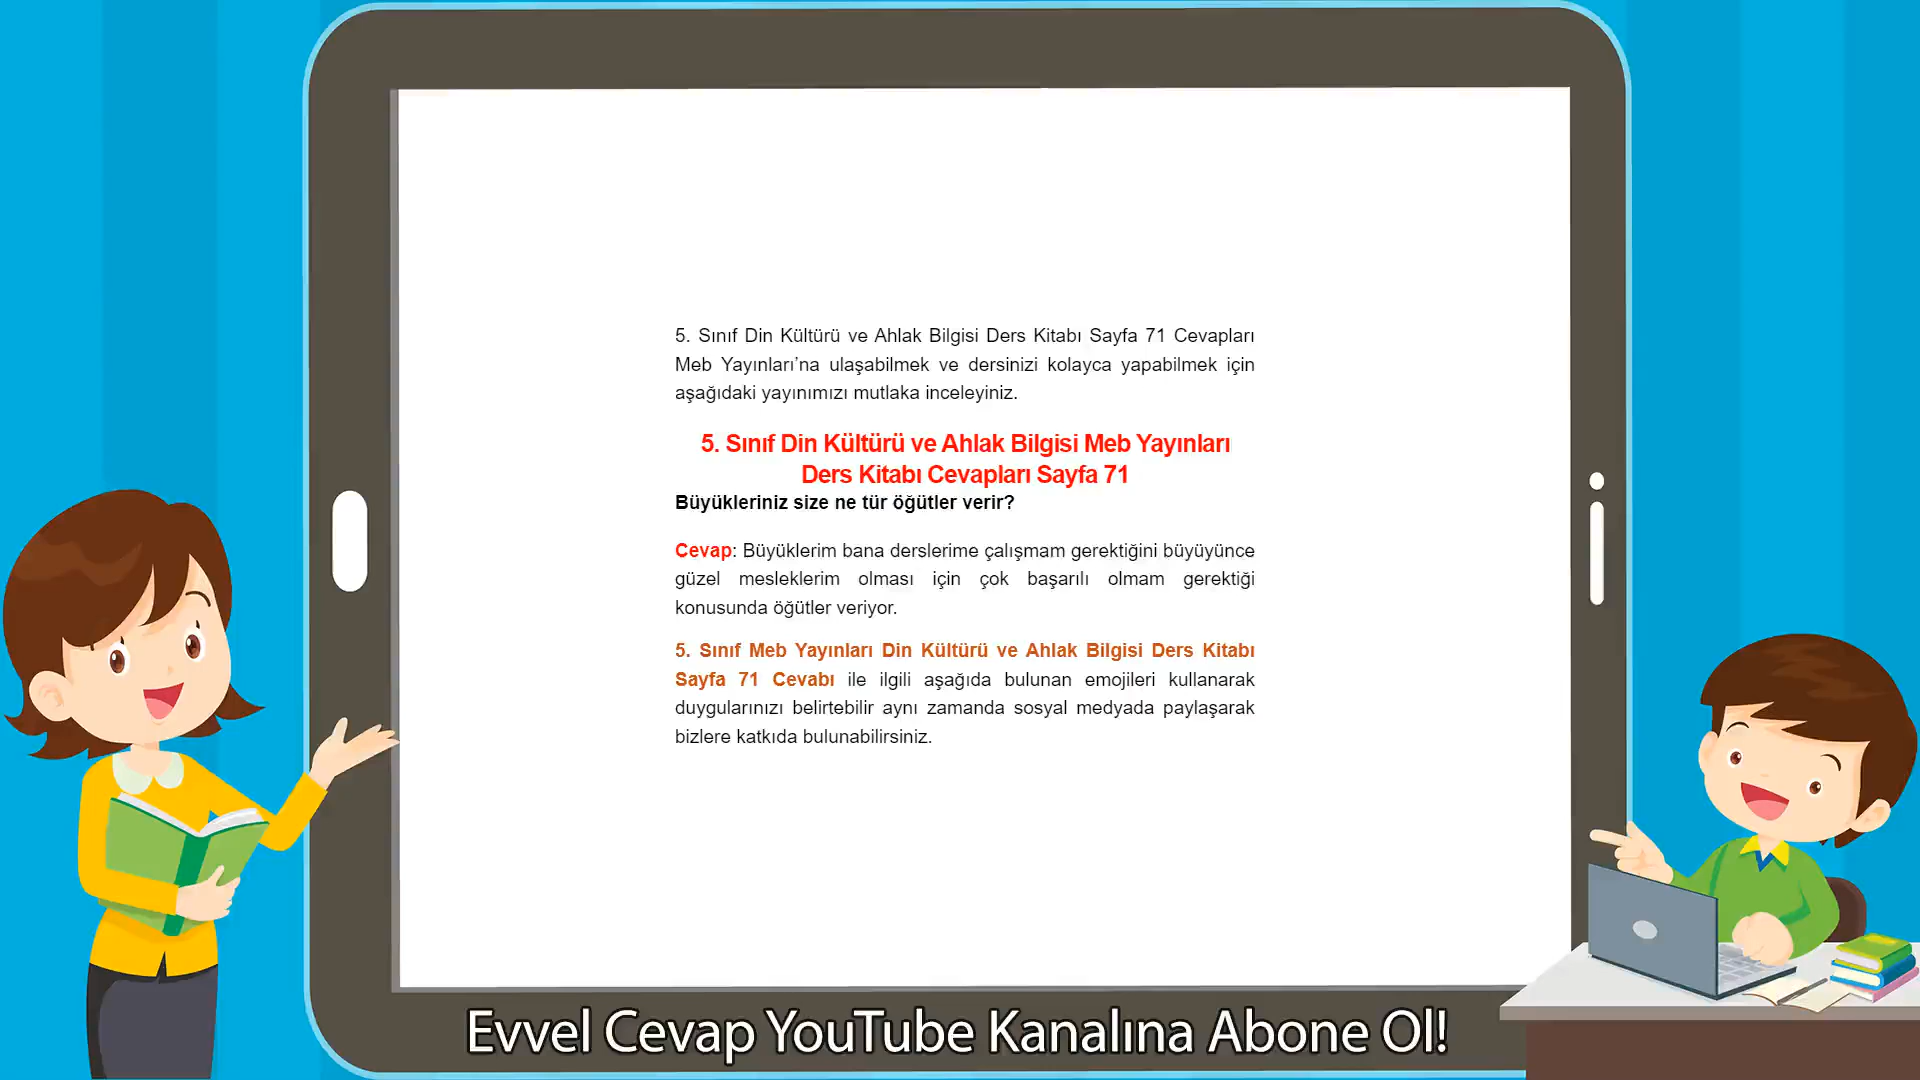 5. Sınıf Din Kültürü ve Ahlak Bilgisi Ders Kitabı Sayfa 71 Cevapları
Meb Yayınları’na ulaşabilmek ve dersinizi kolayca yapabilmek için
aşağıdaki yayınımızı mutlaka inceleyiniz.
5. Sınıf Din Kültürü ve Ahlak Bilgisi Meb Yayınları
Ders Kitabı Cevapları Sayfa 71
Büyükleriniz size ne tür öğütler verir?
Cevap: Büyüklerim bana derslerime çalışmam gerektiğini büyüyünce
güzel mesleklerim olması için çok başarılı olmam gerektiği
konusunda öğütler veriyor.
5. Sınıf Meb Yayınları Din Kültürü ve Ahlak Bilgisi Ders Kitabı
Sayfa 71 Cevabı ile ilgili aşağıda bulunan emojileri kullanarak
duygularınızı belirtebilir aynı zamanda sosyal medyada paylaşarak
bizlere katkıda bulunabilirsiniz.
Evvel Cevap YouTube Kanalına Abone Ol!